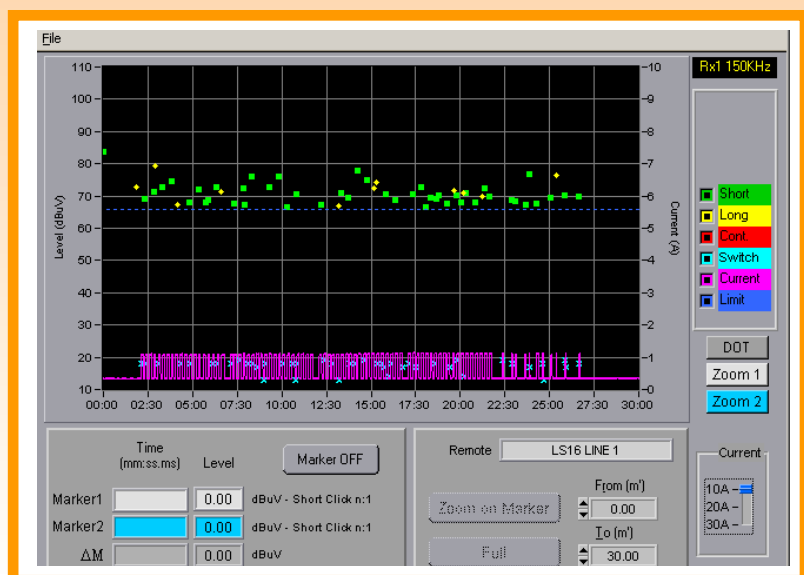 File
Rx1 150KHz
110
100
90
80
70
60
50
40
30
20
10
Level (dBuV)
00:00 02:30 05:00 07:30 10:00 12:30 15:00 17:30 20:00 22:30 25:00 27:30 30:00
-10
-9
-8
-7
-6
-5
-4
-3
-2
-1
-0
Current (A)
Short
Long
Cont.
Switch
Current
Limit
DOT
Zoom 1
Zoom 2
Time
(mm:ss.ms)
Level
Marker OFF
Marker1
0.00
dBuV - Short Click n:1
Marker2
0.00
dBuV - Short Click n:1
ΔM
0.00
dBuV
Remote
LS16 LINE 1
Zoom on Marker
From (m')
0.00
Full
To (m')
30.00
Current
10A
20A
30A